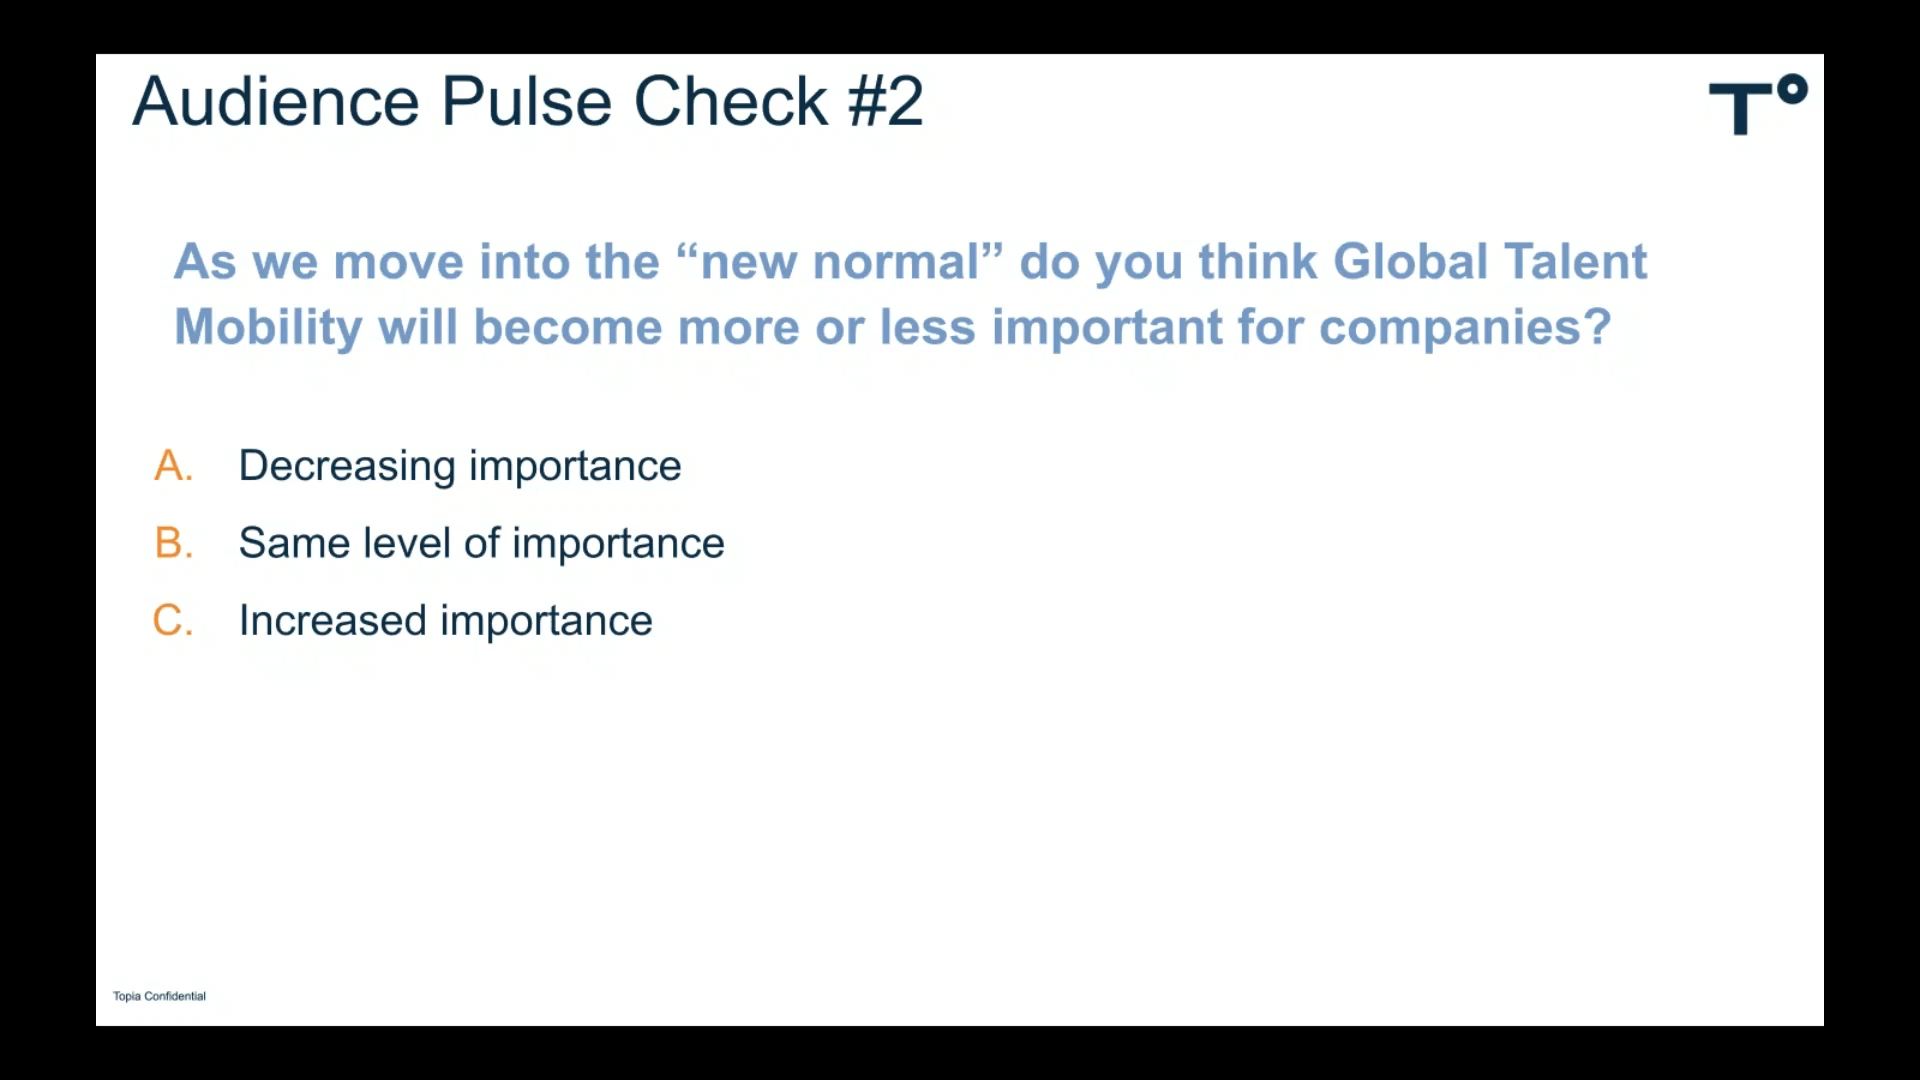 Audience Pulse Check #2
T°
As we move into the “new normal” do you think Global Talent
Mobility will become more or less important for companies?
A. Decreasing importance
B. Same level of importance
C. Increased importance
Topia Confidential